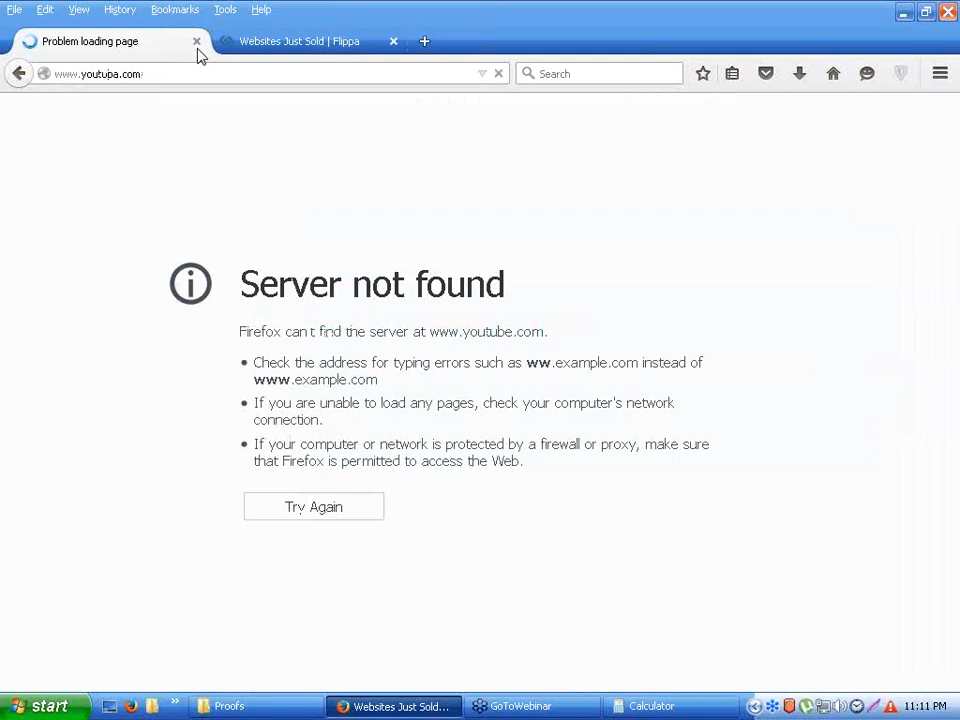 File Edit View History Bookmarks Tools Help
Problem loading page Websites Just Sold | Flippa
www.youtupa.com Search
Server not found
Firefox can't find the server at www.youtube.com.
Check the address for typing errors such as ww.example.com instead of
www.example.com
If you are unable to load any pages, check your computer's network
connection.
If your computer or network is protected by a firewall or proxy, make sure
that Firefox is permitted to access the Web.
Try Again
start Proofs Websites Just Sold... GoToWebinar Calculator 11:11 PM